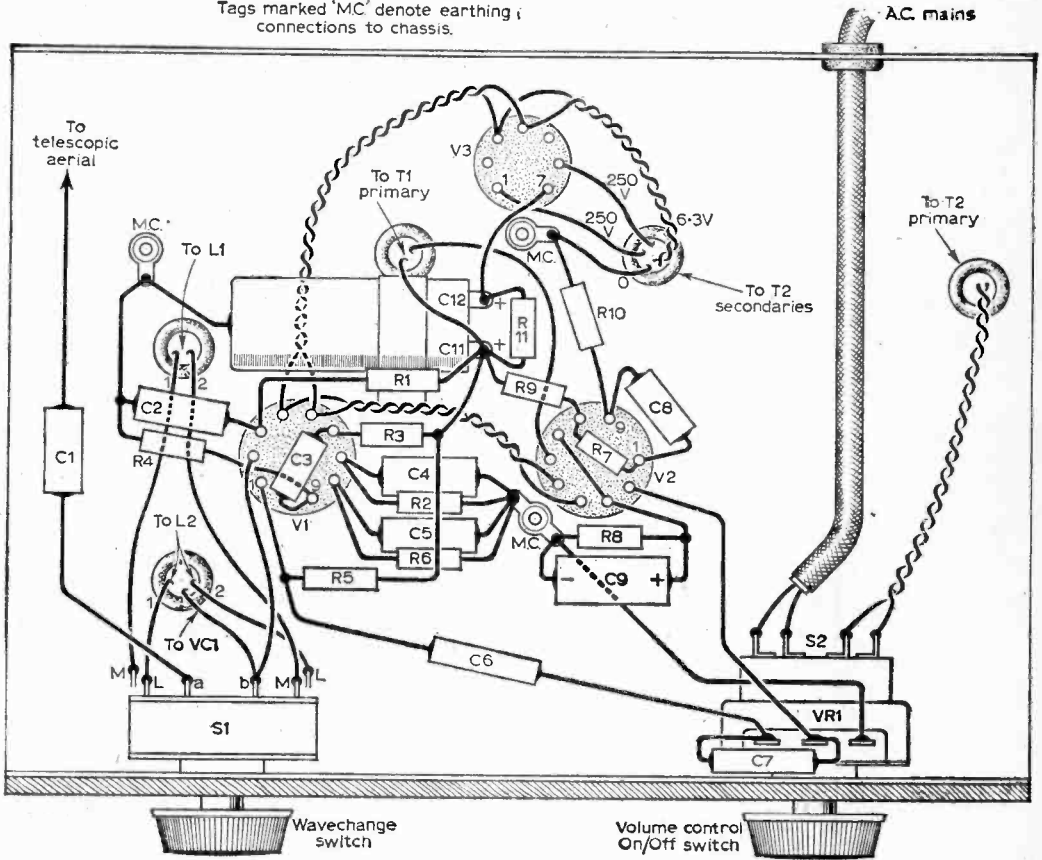 Tags marked 'M.C.' denote earthing
connections to chassis.
A.C. mains
To
telescopic
aerial
V3
1
7
To T1
primary
250
V
250
V
6·3V
0
To T2
primary
M.C.
To L1
M.C.
To T2
secondaries
C12
+
R
11
R10
C11
+
1
2
R1
R9
C8
C2
9
C1
R3
R7
1
R4
C3
C4
V2
1
9
R2
V1
C5
M.C.
R8
To L2
R6
1
2
R5
-
C9
+
To VC1
S2
C6
M
L
a
b
M
L
S1
VR1
C7
Wavechange
switch
Volume control
On/Off switch